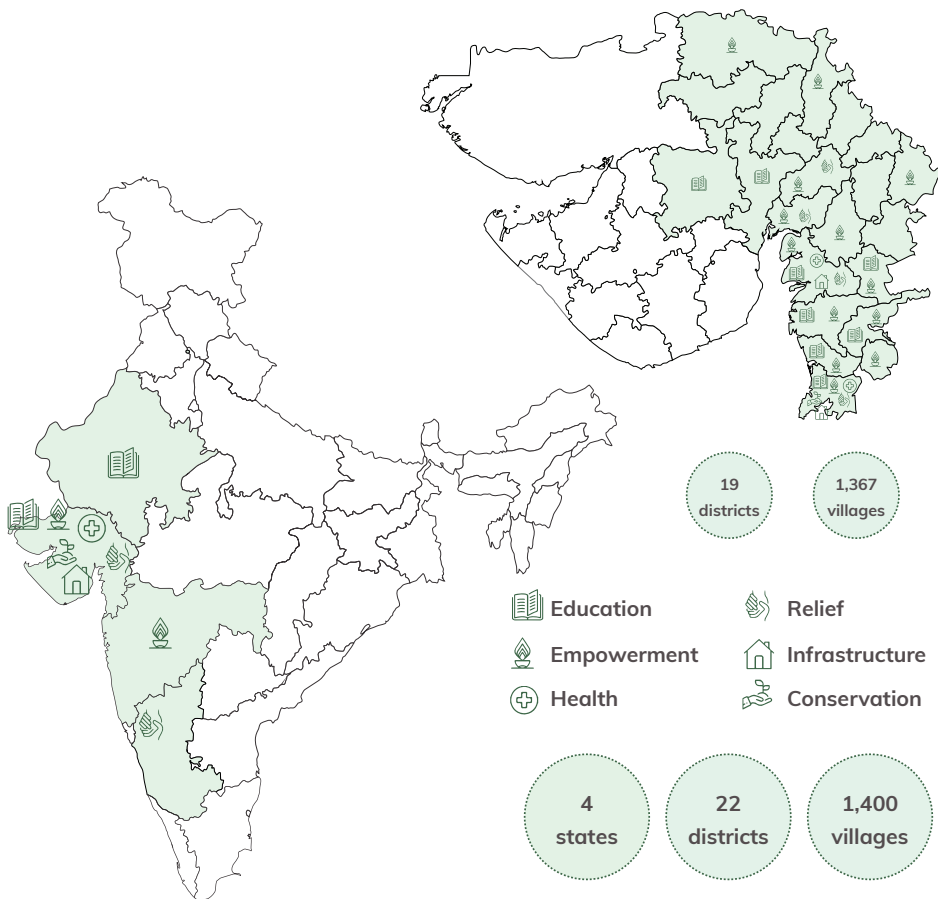 19
districts
1,367
villages
Education
Relief
Empowerment
Infrastructure
Health
Conservation
4
states
22
districts
1,400
villages